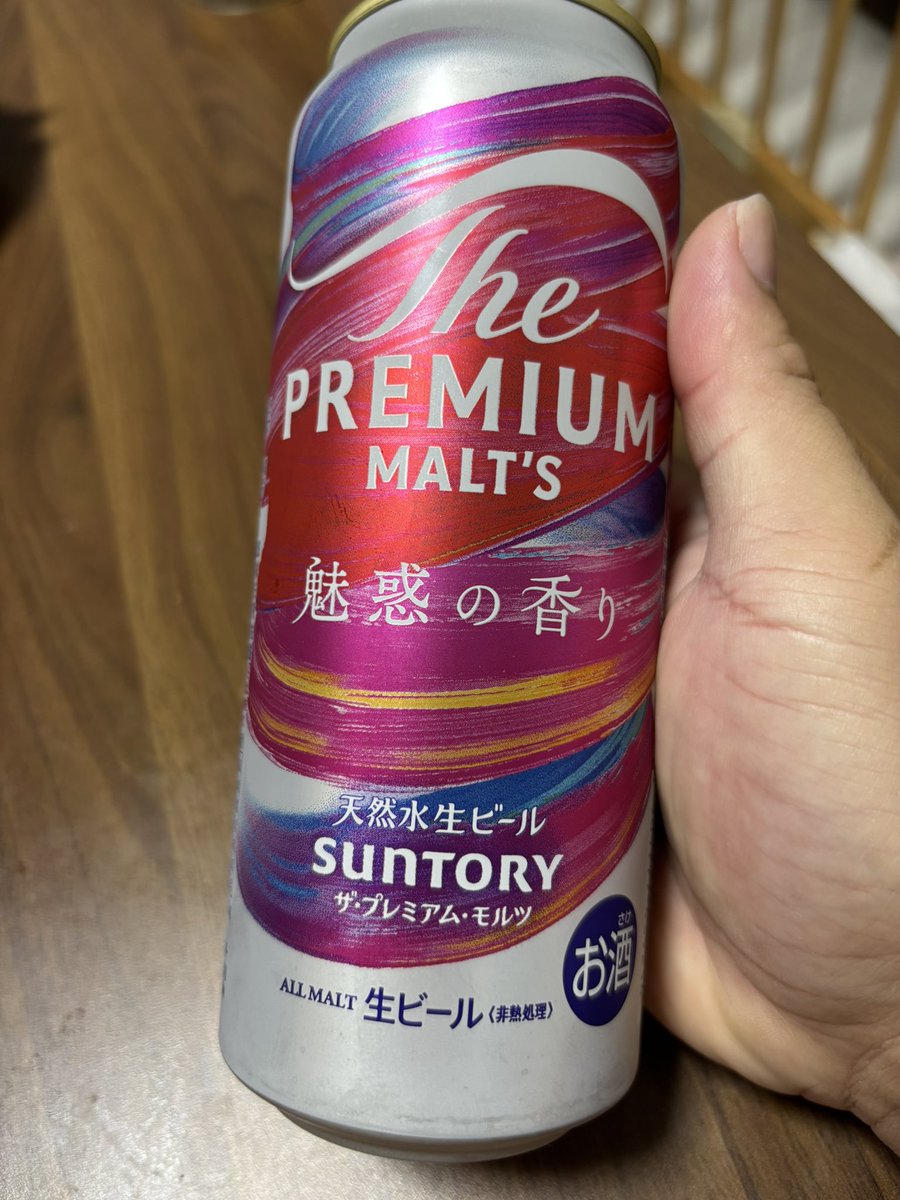 The
PREMIUM
MALT'S
魅惑の香り
天然水生ビール
SUNTORY
ザ・プレミアム・モルツ
さけ
お酒
ALL MALT 生ビール〈非熱処理〉